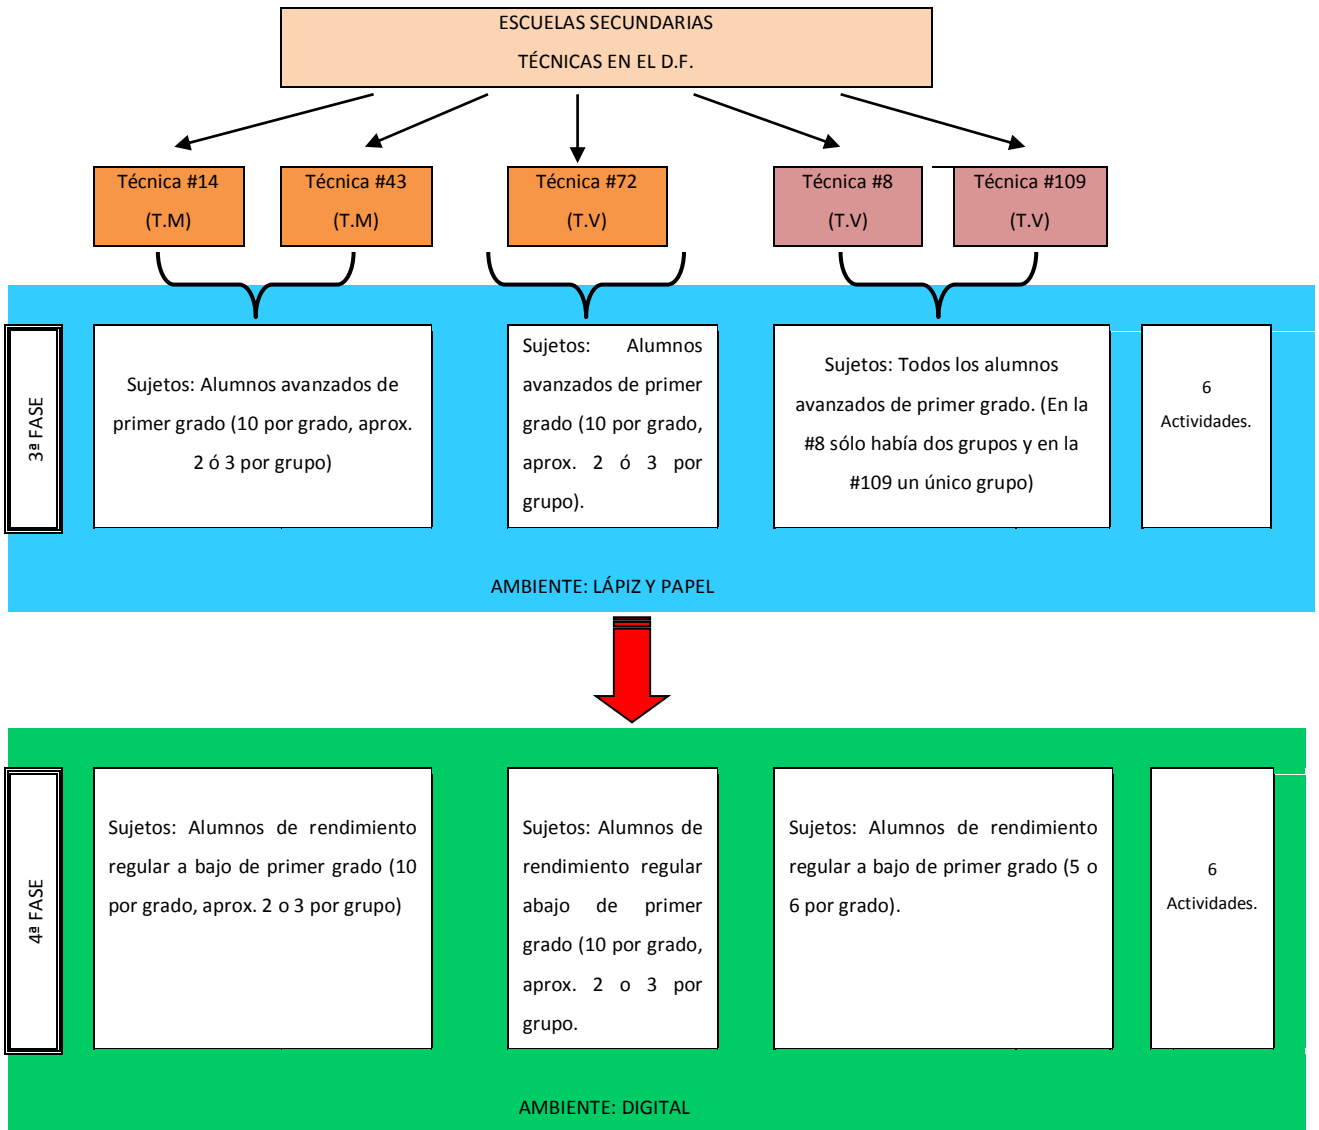 ESCUELAS SECUNDARIAS
TÉCNICAS EN EL D.F.
Técnica #14
(T.M)
Técnica #43
(T.M)
Técnica #72
(T.V)
Técnica #8
(T.V)
Técnica #109
(T.V)
3ª FASE
Sujetos: Alumnos avanzados de
primer grado (10 por grado, aprox.
2 ó 3 por grupo)
Sujetos: Alumnos
avanzados de primer
grado (10 por grado,
aprox. 2 ó 3 por
grupo).
Sujetos: Todos los alumnos
avanzados de primer grado. (En la
#8 sólo había dos grupos y en la
#109 un único grupo)
6
Actividades.
AMBIENTE: LÁPIZ Y PAPEL
4ª FASE
Sujetos: Alumnos de rendimiento
regular a bajo de primer grado (10
por grado, aprox. 2 o 3 por grupo)
Sujetos: Alumnos de
rendimiento regular
abajo de primer
grado (10 por grado,
aprox. 2 o 3 por
grupo.
Sujetos: Alumnos de rendimiento
regular a bajo de primer grado (5 o
6 por grado).
6
Actividades.
AMBIENTE: DIGITAL